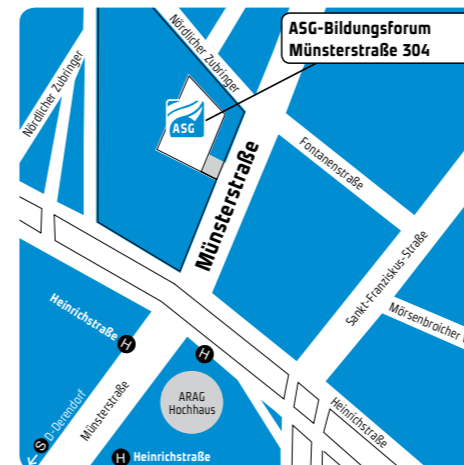 ASG-Bildungsforum
Münsterstraße 304
Nördlicher Zubringer
Nördlicher Zubringer
ASG
Münsterstraße
Fontanenstraße
Sankt-Franziskus-Straße
Mörsenbroicher
Heinrichstraße
H
H
ARAG
Hochhaus
Münsterstraße
Heinrichstraße
S D-Derendorf
H Heinrichstraße